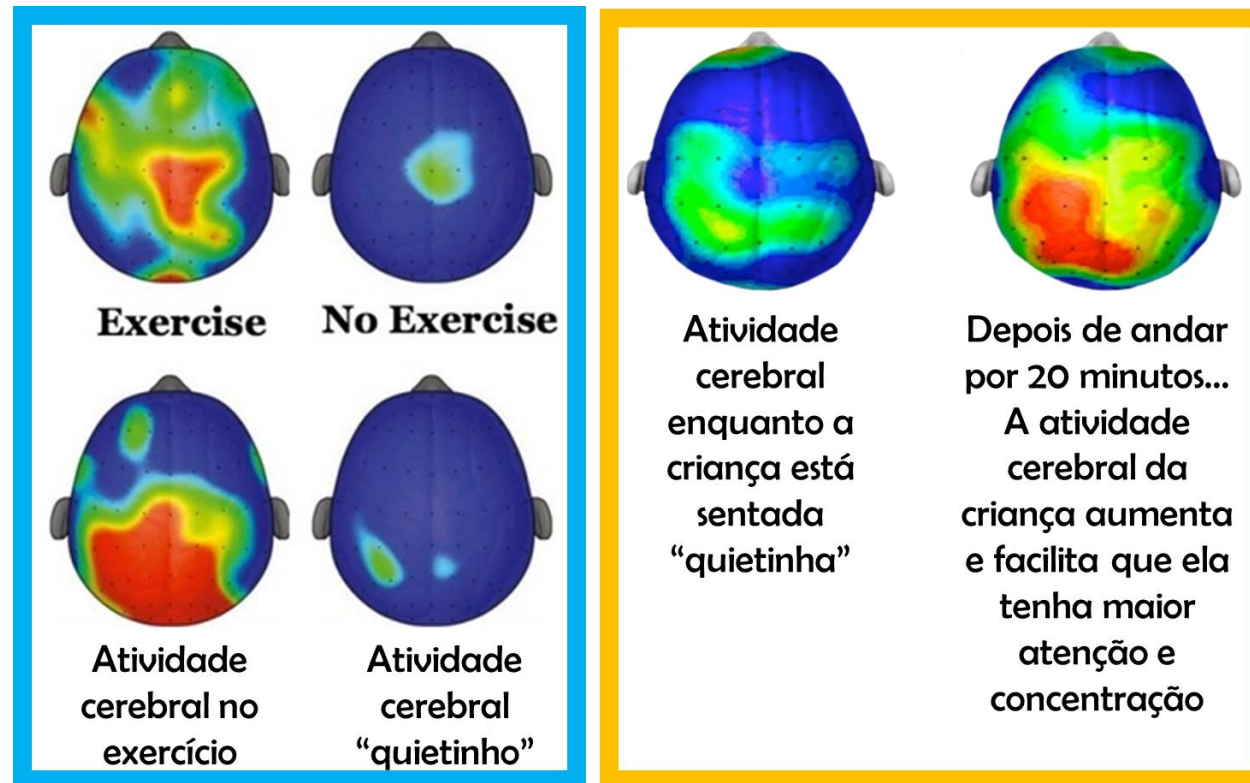 Exercise
No Exercise
Atividade
cerebral no
exercício
Atividade
cerebral
“quietinho”
Atividade
cerebral
enquanto a
criança está
sentada
“quietinha”
Depois de andar
por 20 minutos...
A atividade
cerebral da
criança aumenta
e facilita que ela
tenha maior
atenção e
concentração